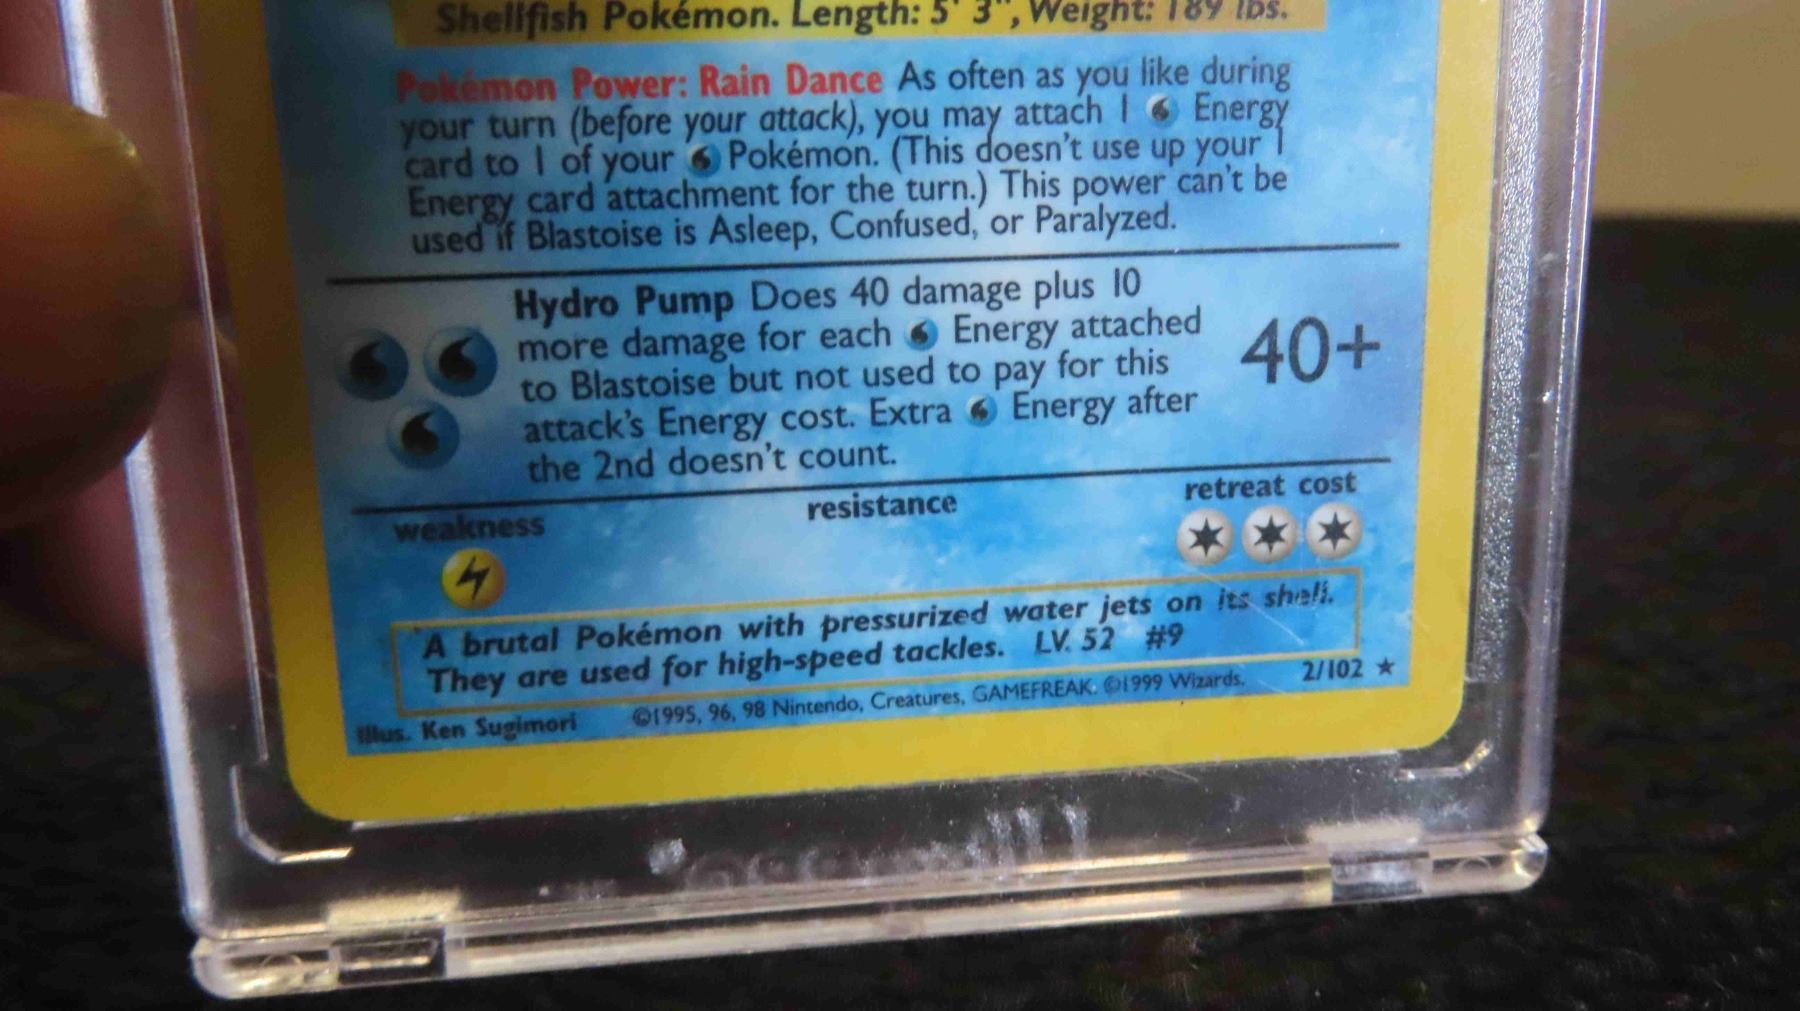 Shellfish Pokémon. Length: 5' 3", Weight: 189 lbs.
Pokémon Power: Rain Dance As often as you like during
your turn (before your attack), you may attach 1 Energy
card to 1 of your Pokémon. (This doesn't use up your 1
Energy card attachment for the turn.) This power can't be
used if Blastoise is Asleep, Confused, or Paralyzed.
Hydro Pump Does 40 damage plus 10
more damage for each Energy attached
to Blastoise but not used to pay for this
attack's Energy cost. Extra Energy after
the 2nd doesn't count.
40+
weakness
resistance
retreat cost
A brutal Pokémon with pressurized water jets on its shell.
They are used for high-speed tackles. LV. 52 #9
Illus. Ken Sugimori ©1995, 96, 98 Nintendo, Creatures, GAMEFREAK. ©1999 Wizards. 2/102 ★